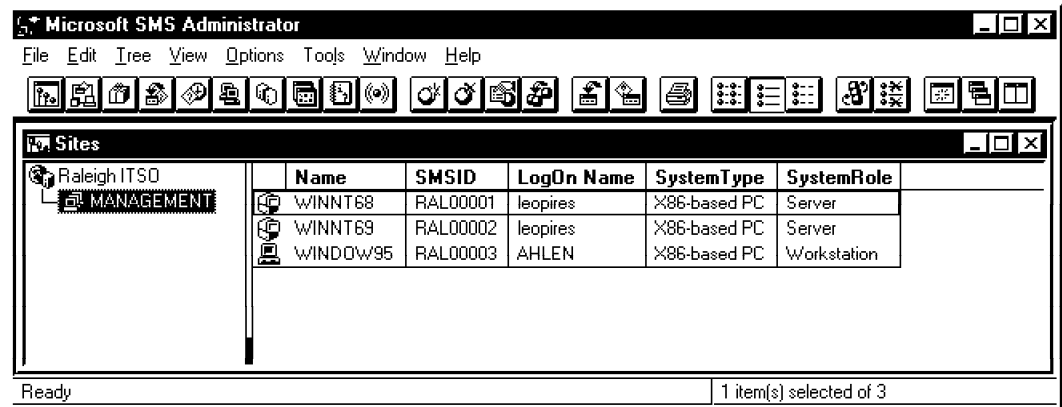 Microsoft SMS Administrator
File Edit Tree View Options Tools Window Help
Sites
Raleigh ITSO
MANAGEMENT
Name SMSID LogOn Name SystemType SystemRole
WINNT68 RAL00001 leopires X86-based PC Server
WINNT69 RAL00002 leopires X86-based PC Server
WINDOW95 RAL00003 AHLEN X86-based PC Workstation
Ready 1 item(s) selected of 3